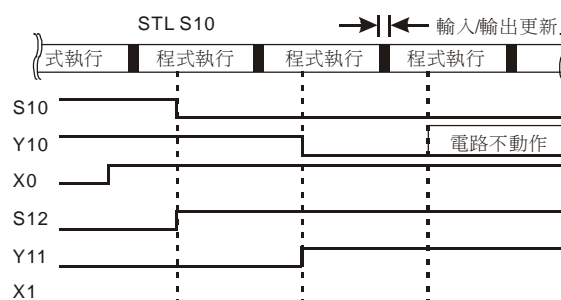 STL S10
輸入/輸出更新
式執行 程式執行 程式執行 程式執行
S10
Y10
電路不動作
X0
S12
Y11
X1